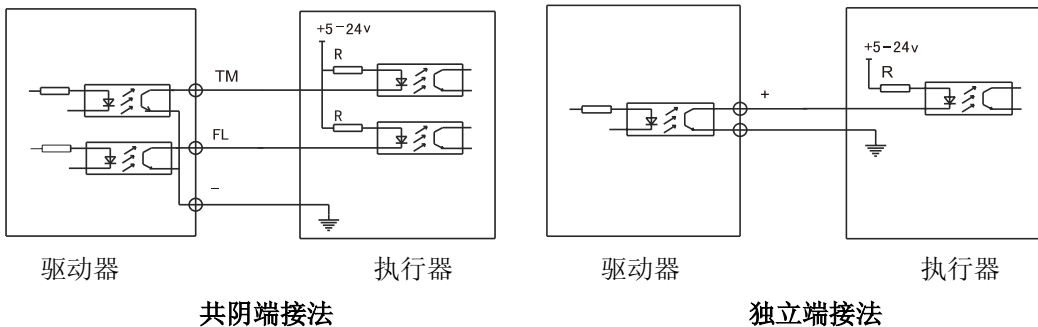 +5-24v
R
TM
R
FL
−
驱动器
执行器
共阴端接法
+5-24v
R
+
驱动器
执行器
独立端接法